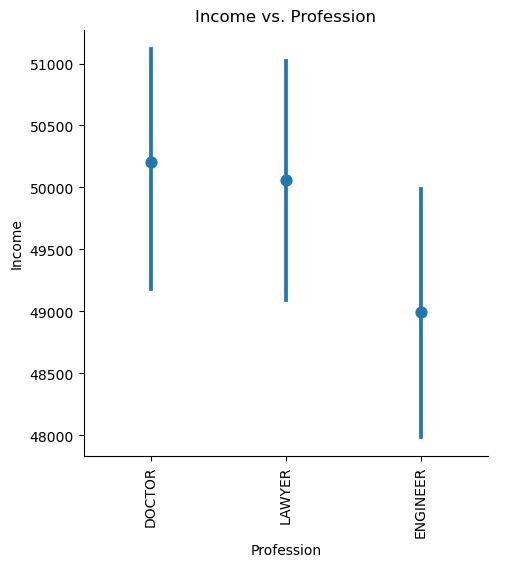 Income vs. Profession
51000
50500
50000
49500
49000
48500
48000
Income
DOCTOR
LAWYER
ENGINEER
Profession